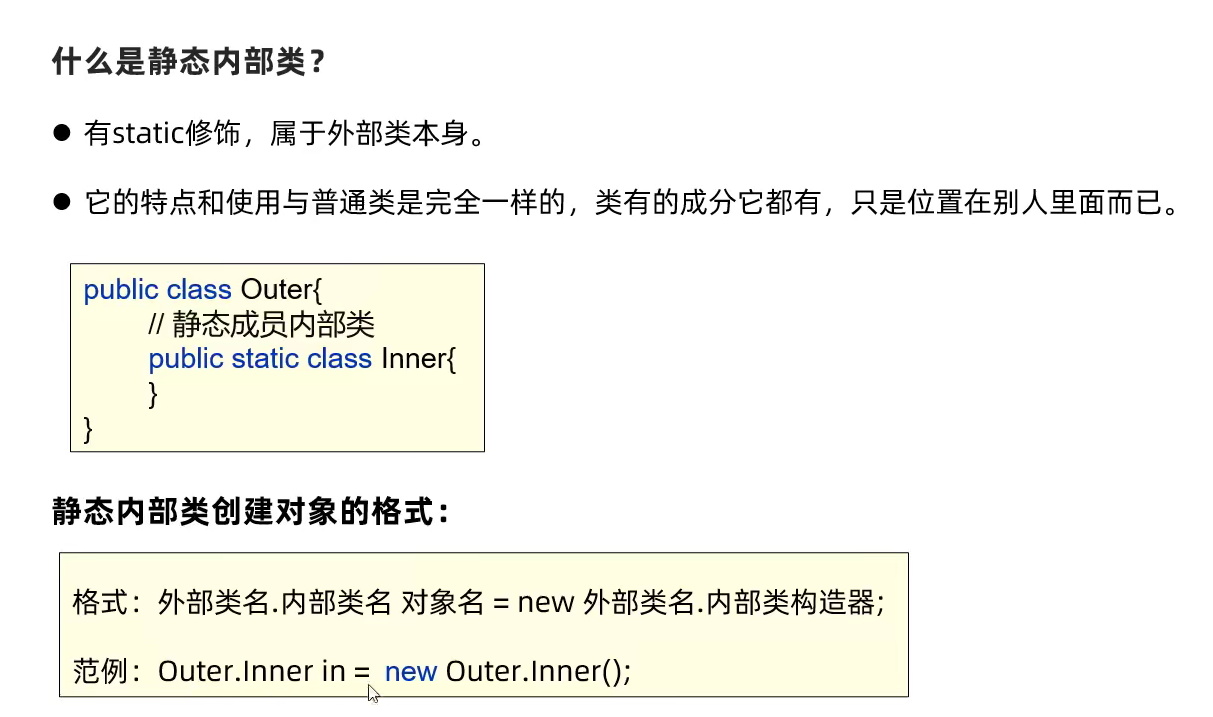 什么是静态内部类？
● 有static修饰，属于外部类本身。
● 它的特点和使用与普通类是完全一样的，类有的成分它都有，只是位置在别人里面而已。
public class Outer{
// 静态成员内部类
public static class Inner{
}
}
静态内部类创建对象的格式：
格式：外部类名.内部类名 对象名 = new 外部类名.内部类构造器;
范例：Outer.Inner in = new Outer.Inner();